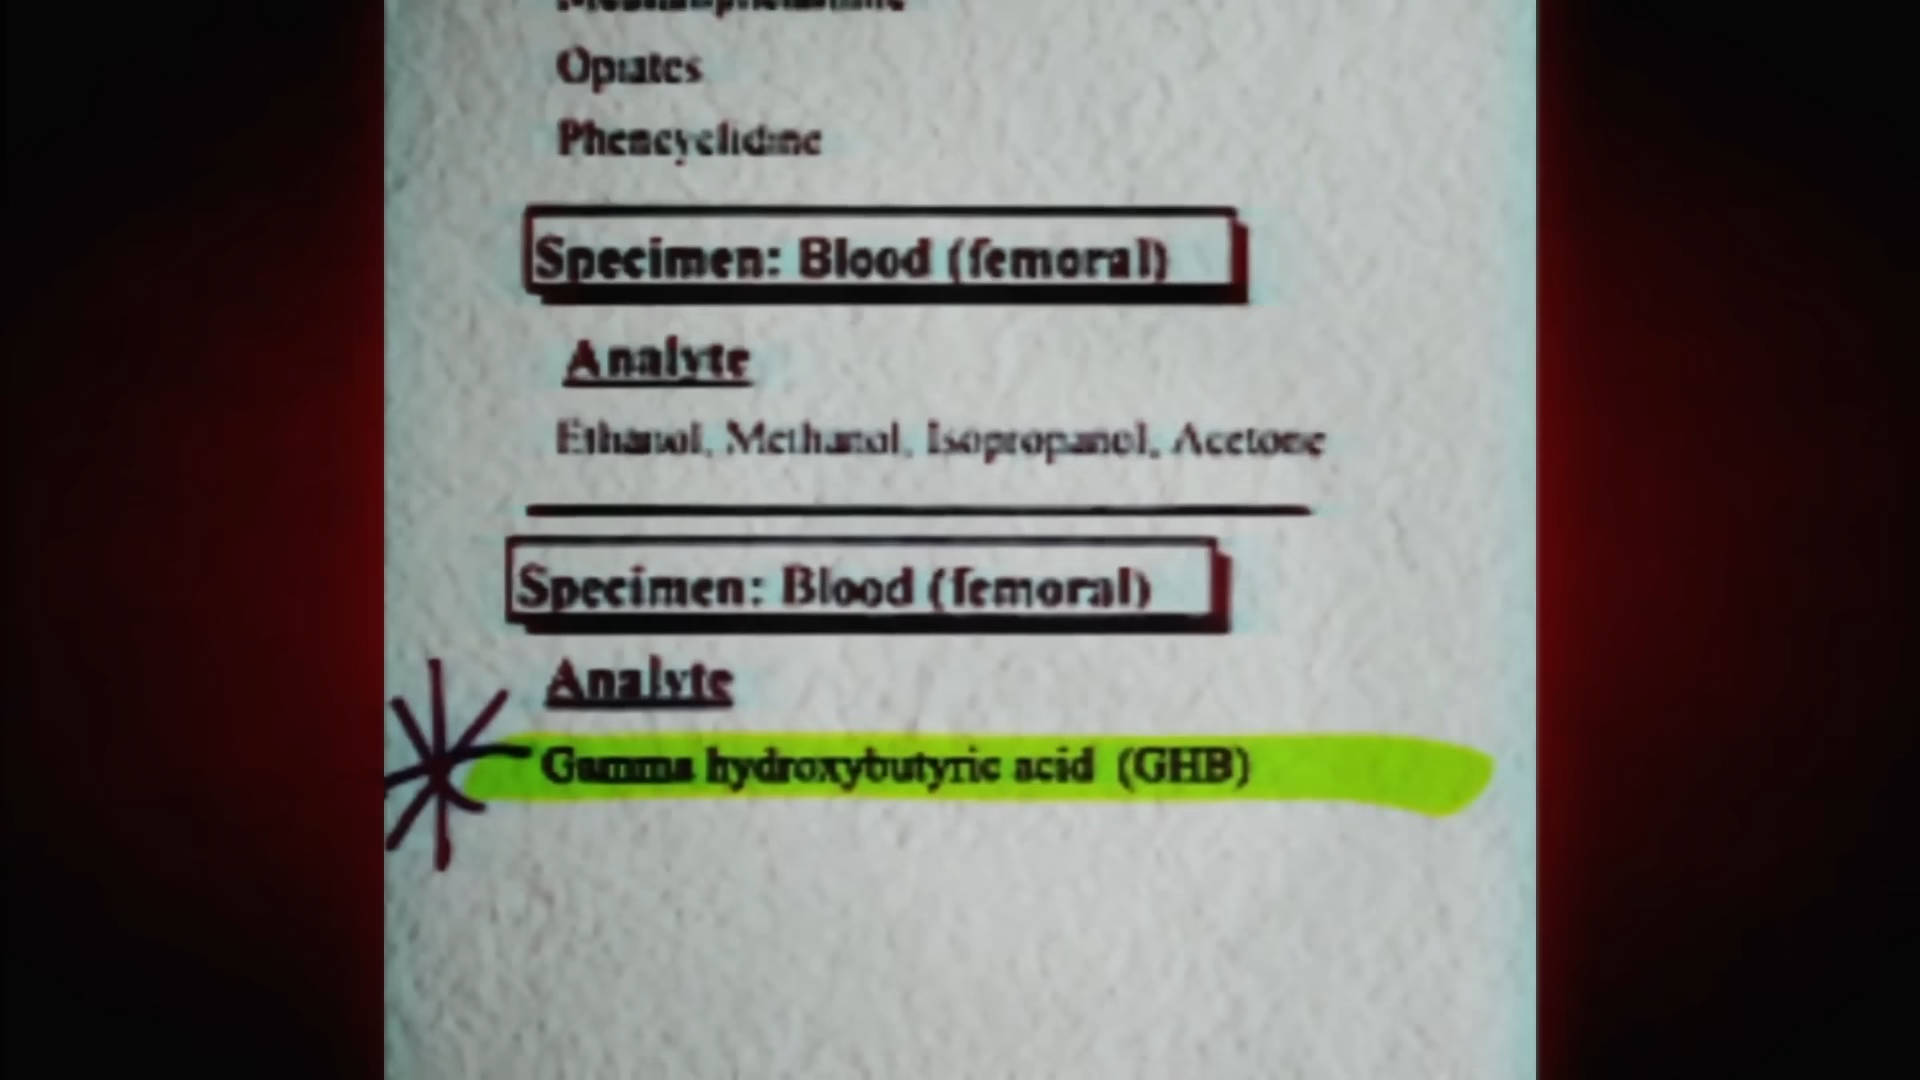 Opiates
Phencyclidine
Specimen: Blood (femoral)
Analyte
Ethanol, Methanol, Isopropanol, Acetone
Specimen: Blood (femoral)
Analyte
Gamma hydroxybutyric acid (GHB)